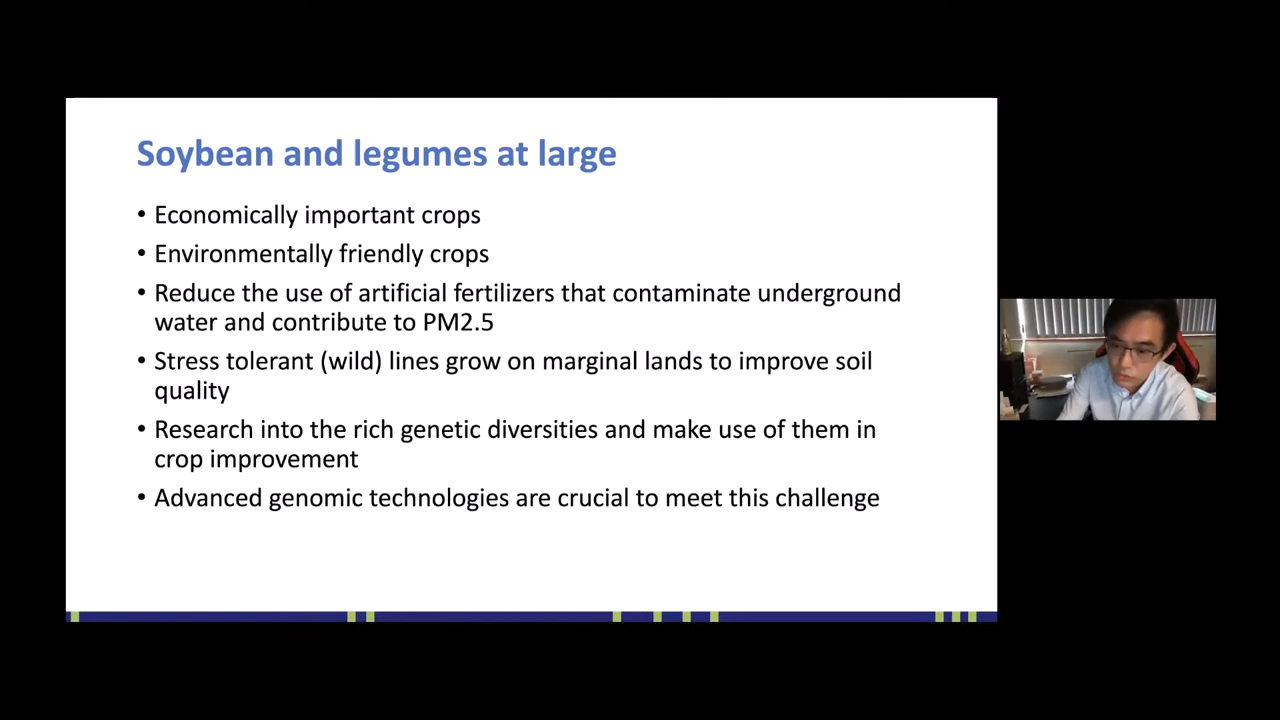 Soybean and legumes at large
• Economically important crops
• Environmentally friendly crops
• Reduce the use of artificial fertilizers that contaminate underground
water and contribute to PM2.5
• Stress tolerant (wild) lines grow on marginal lands to improve soil
quality
• Research into the rich genetic diversities and make use of them in
crop improvement
• Advanced genomic technologies are crucial to meet this challenge